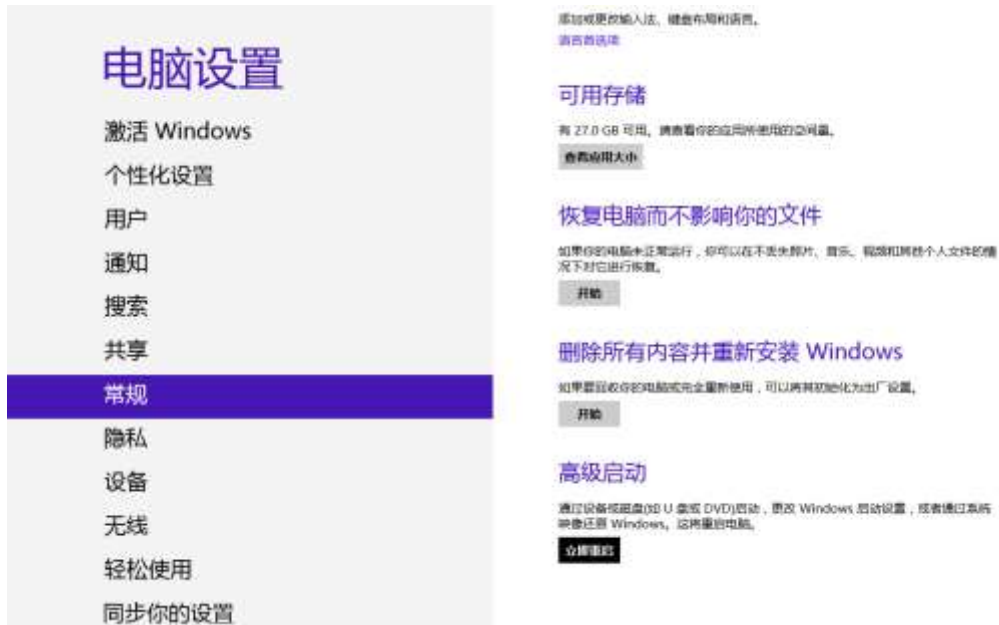 电脑设置
激活 Windows
个性化设置
用户
通知
搜索
共享
常规
隐私
设备
无线
轻松使用
同步你的设置
添加或更改输入法、键盘布局和语言。
语言首选项
可用存储
有 27.0 GB 可用。请查看你的应用所使用的空间量。
查看应用大小
恢复电脑而不影响你的文件
如果你的电脑未正常运行，你可以在不丢失照片、音乐、视频和其他个人文件的情
况下对它进行恢复。
开始
删除所有内容并重新安装 Windows
如果要回收你的电脑或完全重新使用，可以将其初始化为出厂设置。
开始
高级启动
通过设备或磁盘(如 U 盘或 DVD)启动，更改 Windows 启动设置，或者通过系统
映像还原 Windows。这将重启电脑。
立即重启